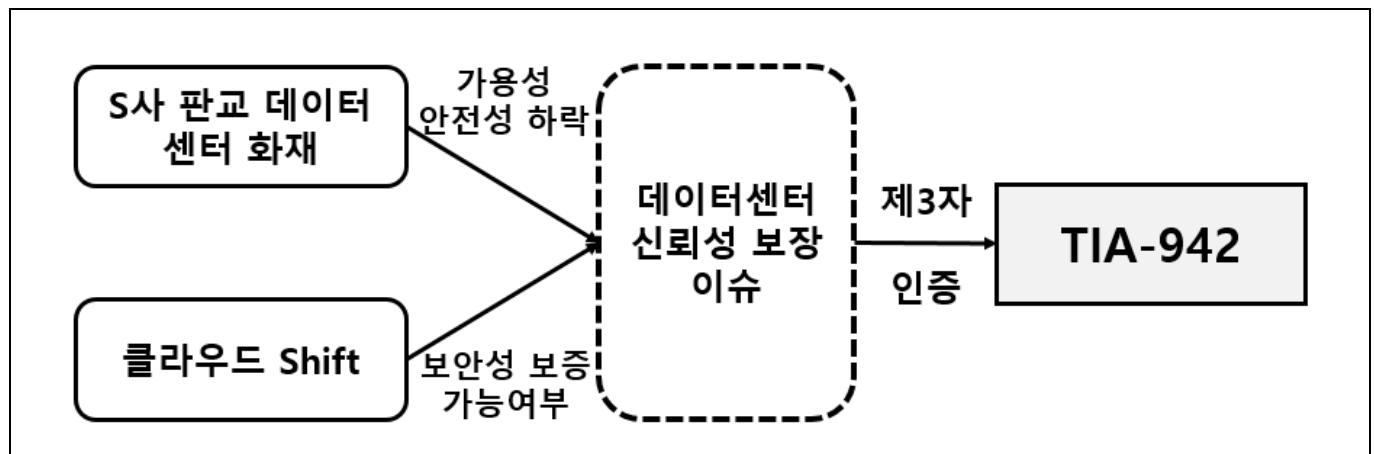 S사 판교 데이터
센터 화재
가용성
안전성 하락
클라우드 Shift
보안성 보증
가능여부
데이터센터
신뢰성 보장
이슈
제3자
인증
TIA-942